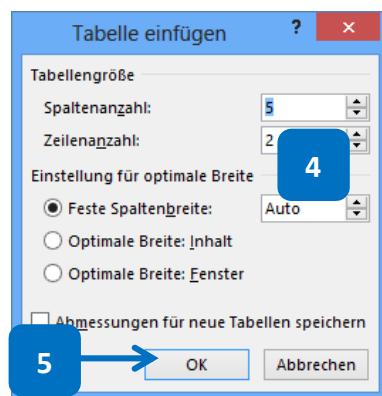 Tabelle einfügen ? ×
Tabellengröße
Spaltenanzahl: 5
Zeilenanzahl: 2
4
Einstellung für optimale Breite
Feste Spaltenbreite: Auto
Optimale Breite: Inhalt
Optimale Breite: Fenster
Abmessungen für neue Tabellen speichern
5
OK Abbrechen